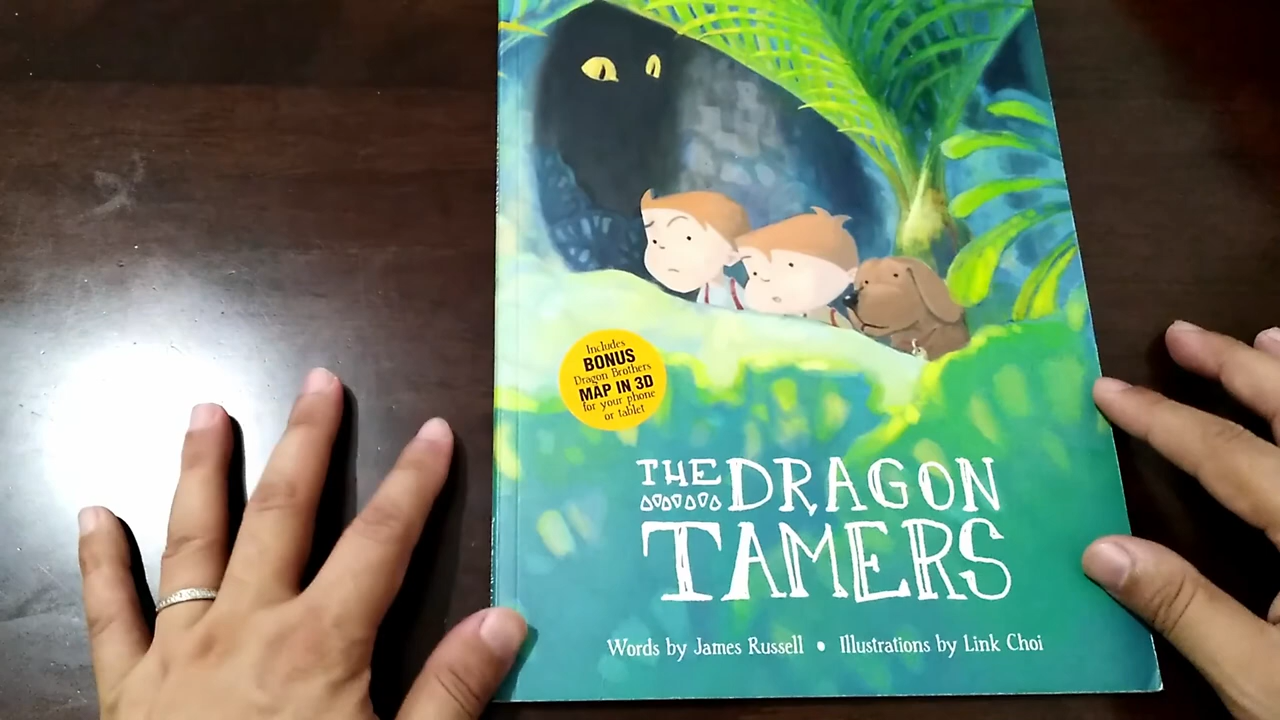 Includes
BONUS
Dragon Brothers
MAP IN 3D
for your phone
or tablet
THE DRAGON
TAMERS
Words by James Russell • Illustrations by Link Choi